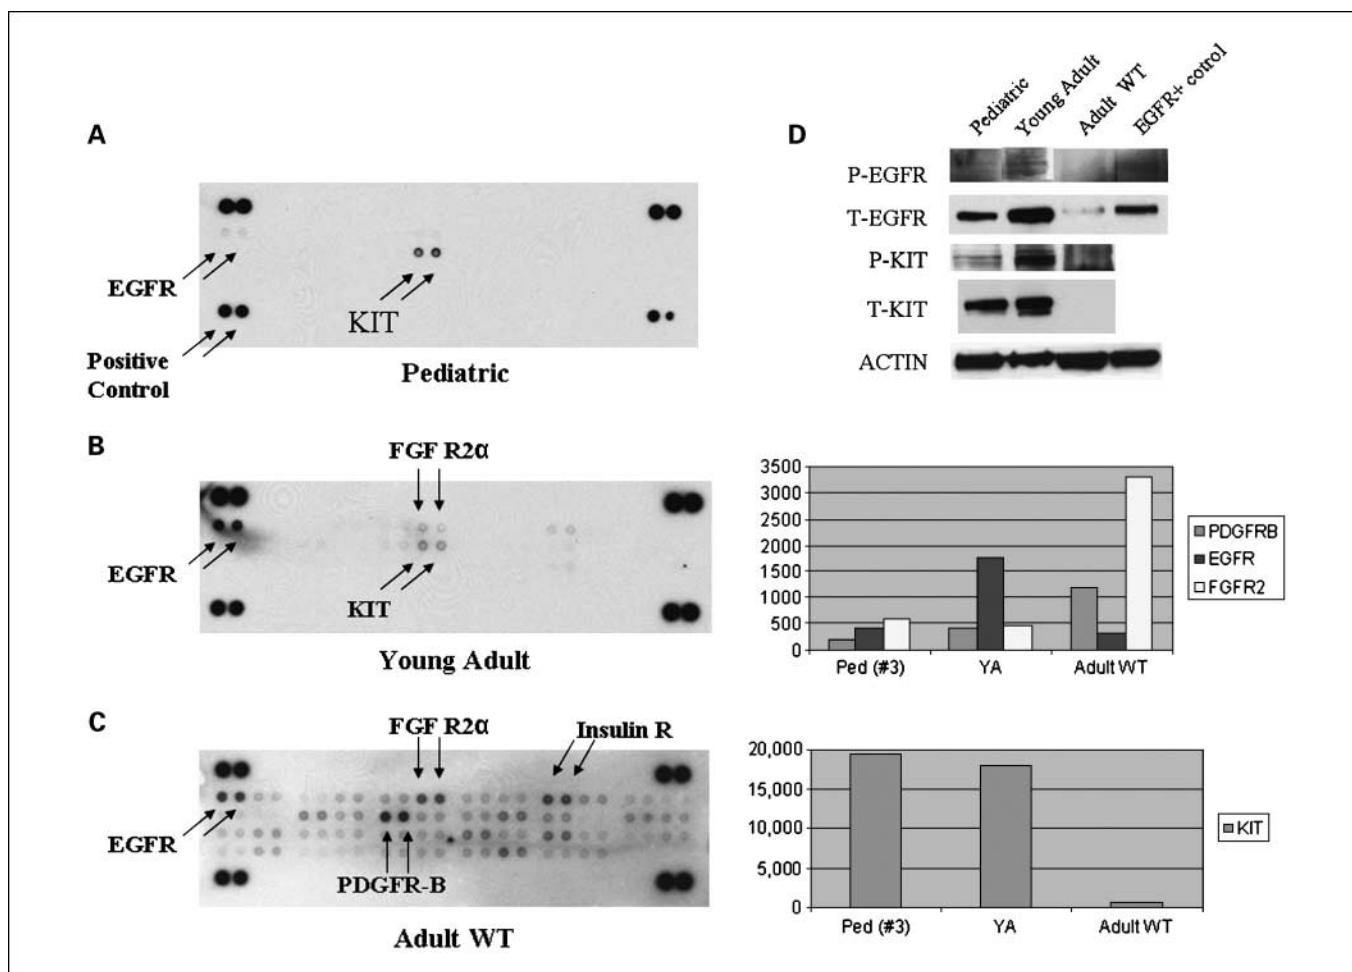 A
EGFR
KIT
Positive
Control
Pediatric
B
FGF R2α
EGFR
KIT
Young Adult
C
FGF R2α
Insulin R
EGFR
PDGFR-B
Adult WT
D
Pediatric
Young Adult
Adult WT
EGFR+ cotrol
P-EGFR
T-EGFR
P-KIT
T-KIT
ACTIN
3500
3000
2500
2000
1500
1000
500
0
Ped (#3)
YA
Adult WT
PDGFRB
EGFR
FGFR2
20,000
15,000
10,000
5,000
0
Ped (#3)
YA
Adult WT
KIT